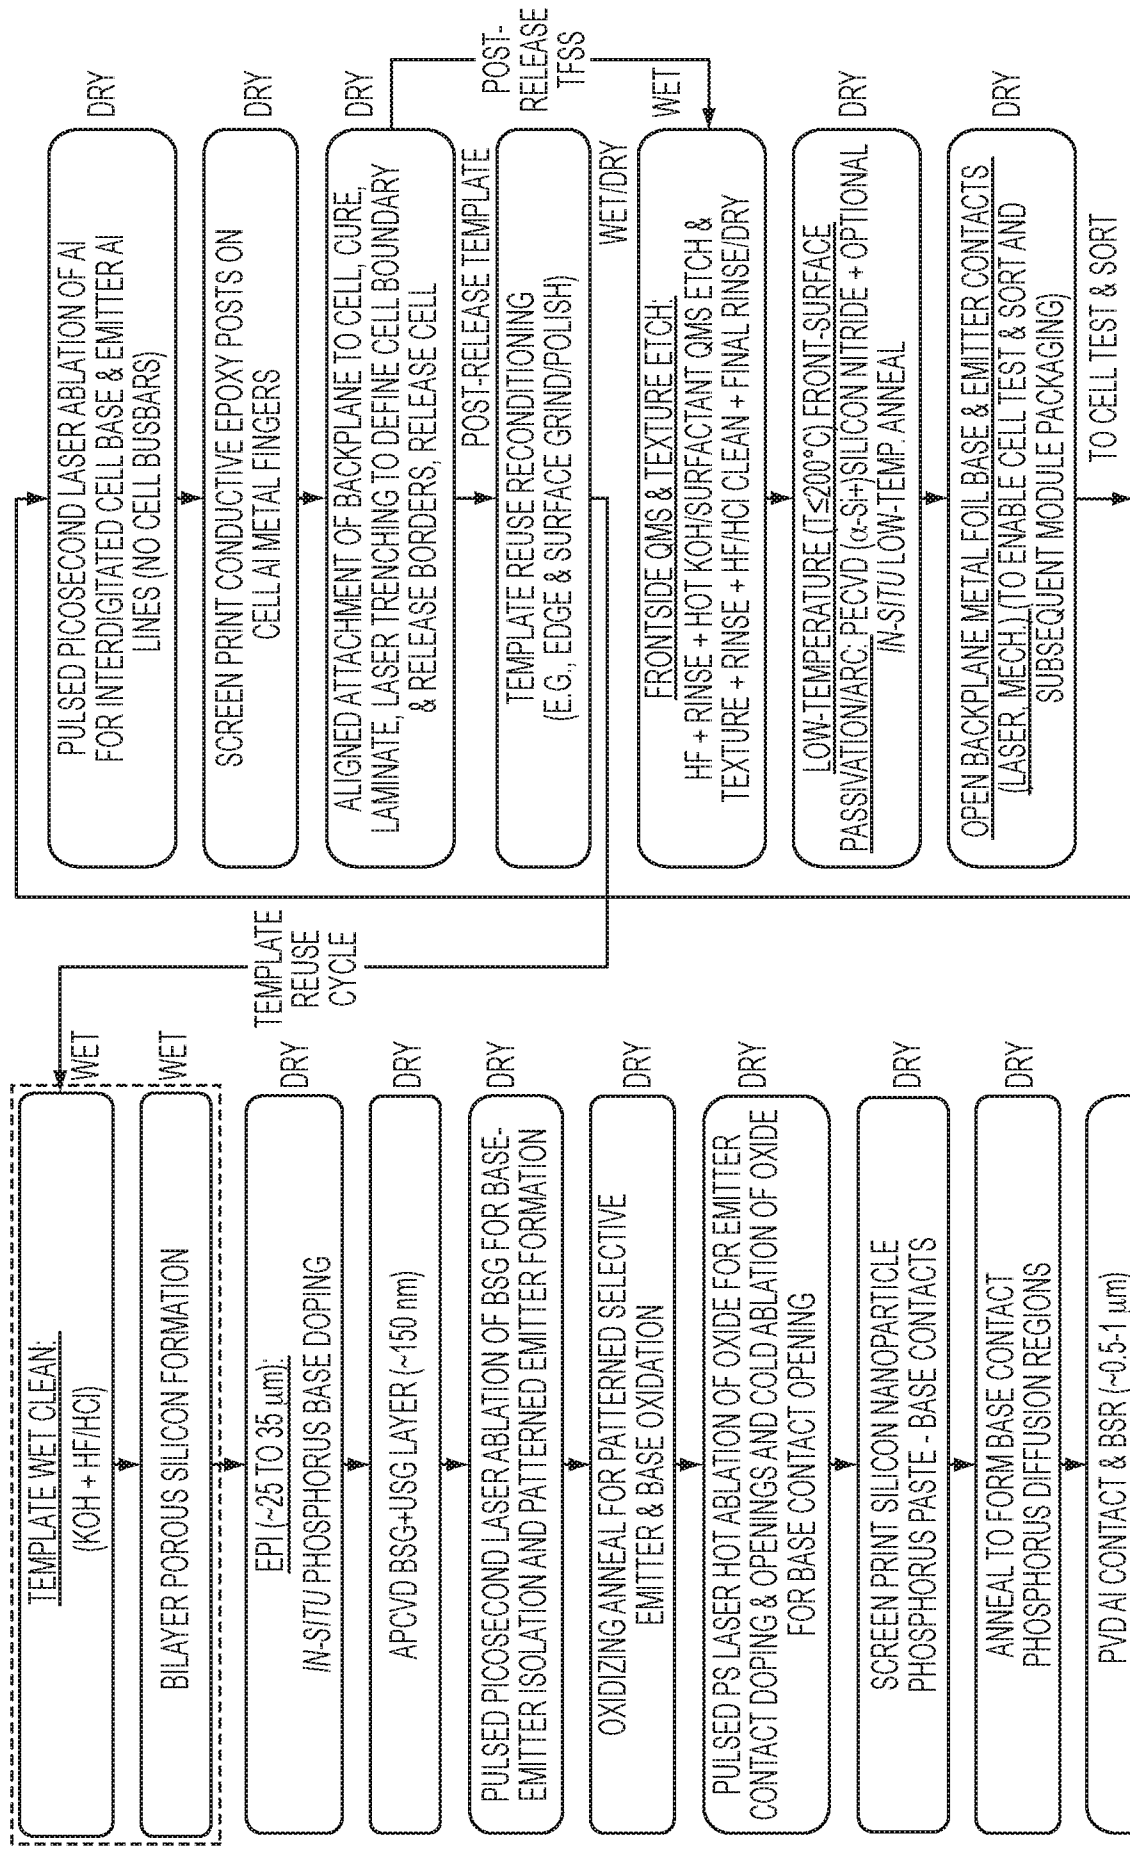 TEMPLATE WET CLEAN:
(KOH + HF/HCl)
WET
BILAYER POROUS SILICON FORMATION
WET
EPI (~25 TO 35 µm):
IN-SITU PHOSPHORUS BASE DOPING
DRY
APCVD BSG+USG LAYER (~150 nm)
DRY
PULSED PICOSECOND LASER ABLATION OF BSG FOR BASE-
EMITTER ISOLATION AND PATTERNED EMITTER FORMATION
DRY
OXIDIZING ANNEAL FOR PATTERNED SELECTIVE
EMITTER & BASE OXIDATION
DRY
PULSED PS LASER HOT ABLATION OF OXIDE FOR EMITTER
CONTACT DOPING & OPENINGS AND COLD ABLATION OF OXIDE
FOR BASE CONTACT OPENING
SCREEN PRINT SILICON NANOPARTICLE
PHOSPHORUS PASTE - BASE CONTACTS
DRY
ANNEAL TO FORM BASE CONTACT
PHOSPHORUS DIFFUSION REGIONS
DRY
PVD Al CONTACT & BSR (~0.5-1 µm)
TEMPLATE
REUSE
CYCLE
PULSED PICOSECOND LASER ABLATION OF Al
FOR INTERDIGITATED CELL BASE & EMITTER Al
LINES (NO CELL BUSBARS)
DRY
SCREEN PRINT CONDUCTIVE EPOXY POSTS ON
CELL Al METAL FINGERS
DRY
ALIGNED ATTACHMENT OF BACKPLANE TO CELL, CURE,
LAMINATE, LASER TRENCHING TO DEFINE CELL BOUNDARY
& RELEASE BORDERS, RELEASE CELL
DRY
POST-
RELEASE
TFSS
POST-RELEASE TEMPLATE
TEMPLATE REUSE RECONDITIONING
(E.G., EDGE & SURFACE GRIND/POLISH)
WET/DRY
FRONTSIDE QMS & TEXTURE ETCH:
HF + RINSE + HOT KOH/SURFACTANT QMS ETCH &
TEXTURE + RINSE + HF/HCl CLEAN + FINAL RINSE/DRY
WET
LOW-TEMPERATURE (T≤200°C) FRONT-SURFACE
PASSIVATION/ARC: PECVD (α-Si+)SILICON NITRIDE + OPTIONAL
IN-SITU LOW-TEMP. ANNEAL
DRY
OPEN BACKPLANE METAL FOIL BASE & EMITTER CONTACTS
(LASER, MECH.) (TO ENABLE CELL TEST & SORT AND
SUBSEQUENT MODULE PACKAGING)
DRY
TO CELL TEST & SORT